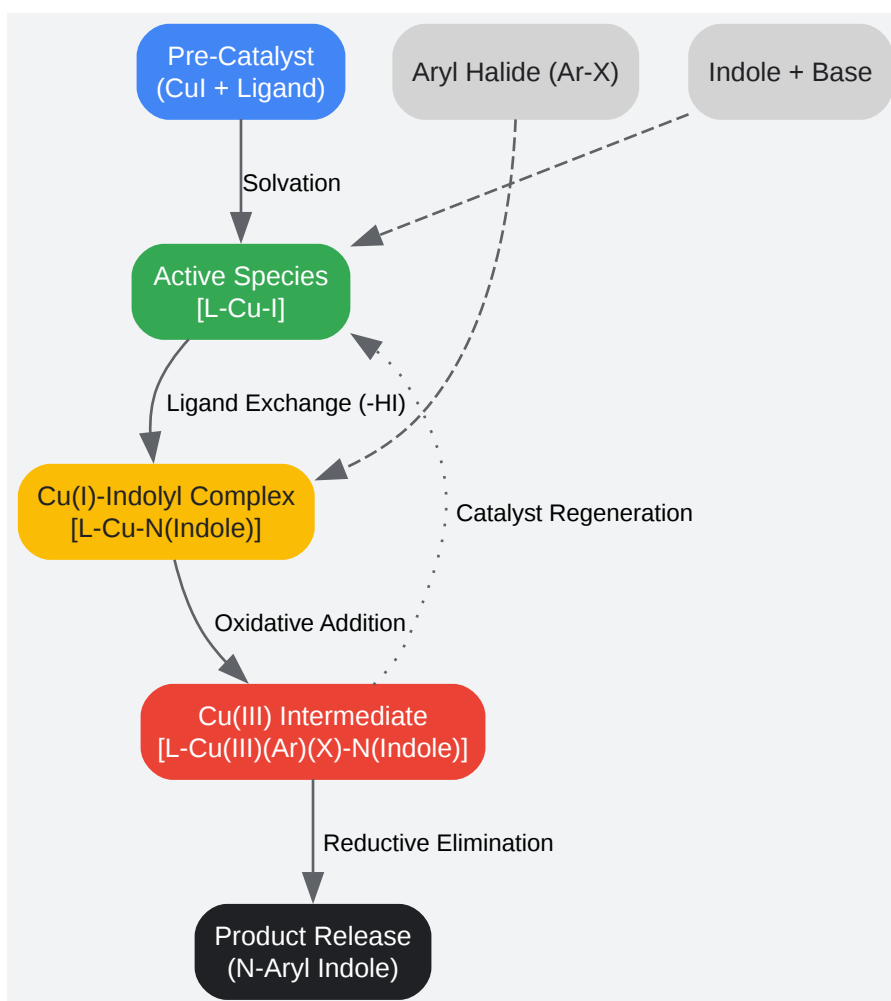 Pre-Catalyst
(CuI + Ligand)
Aryl Halide (Ar-X)
Indole + Base
Solvation
Active Species
[L-Cu-I]
Ligand Exchange (-HI)
Cu(I)-Indolyl Complex
[L-Cu-N(Indole)]
Catalyst Regeneration
Oxidative Addition
Cu(III) Intermediate
[L-Cu(III)(Ar)(X)-N(Indole)]
Reductive Elimination
Product Release
(N-Aryl Indole)